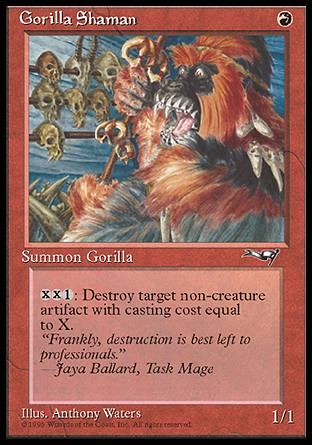 Gorilla Shaman
Summon Gorilla
X X 1: Destroy target non-creature
artifact with casting cost equal
to X.
"Frankly, destruction is best left to
professionals."
—Jaya Ballard, Task Mage
Illus. Anthony Waters
© 1996 Wizards of the Coast, Inc. All rights reserved.
1/1